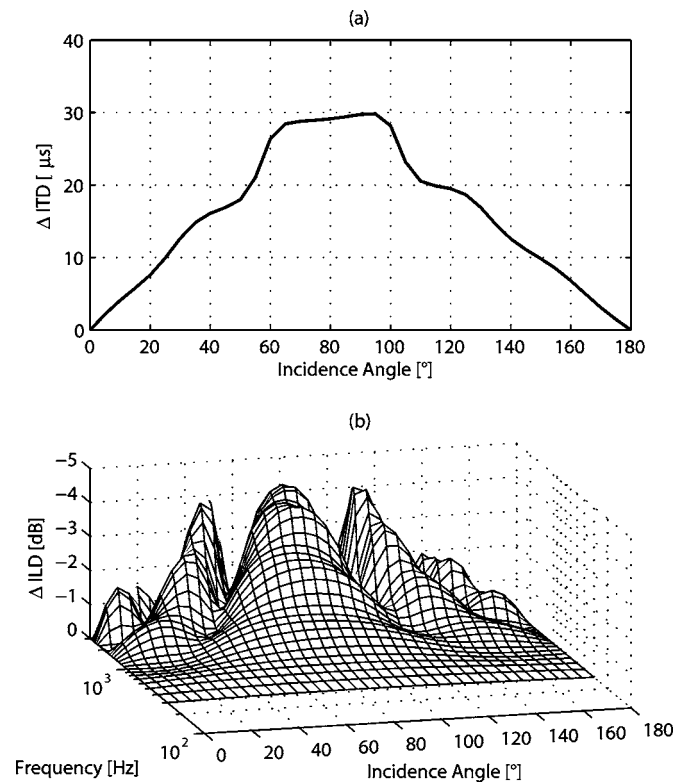 (a)
40
30
20
10
0
Δ ITD [ μs]
0 20 40 60 80 100 120 140 160 180
Incidence Angle [°]
(b)
−5
−4
−3
−2
−1
0
Δ ILD [dB]
10³
10²
Frequency [Hz]
0 20 40 60 80 100 120 140 160 180
Incidence Angle [°]